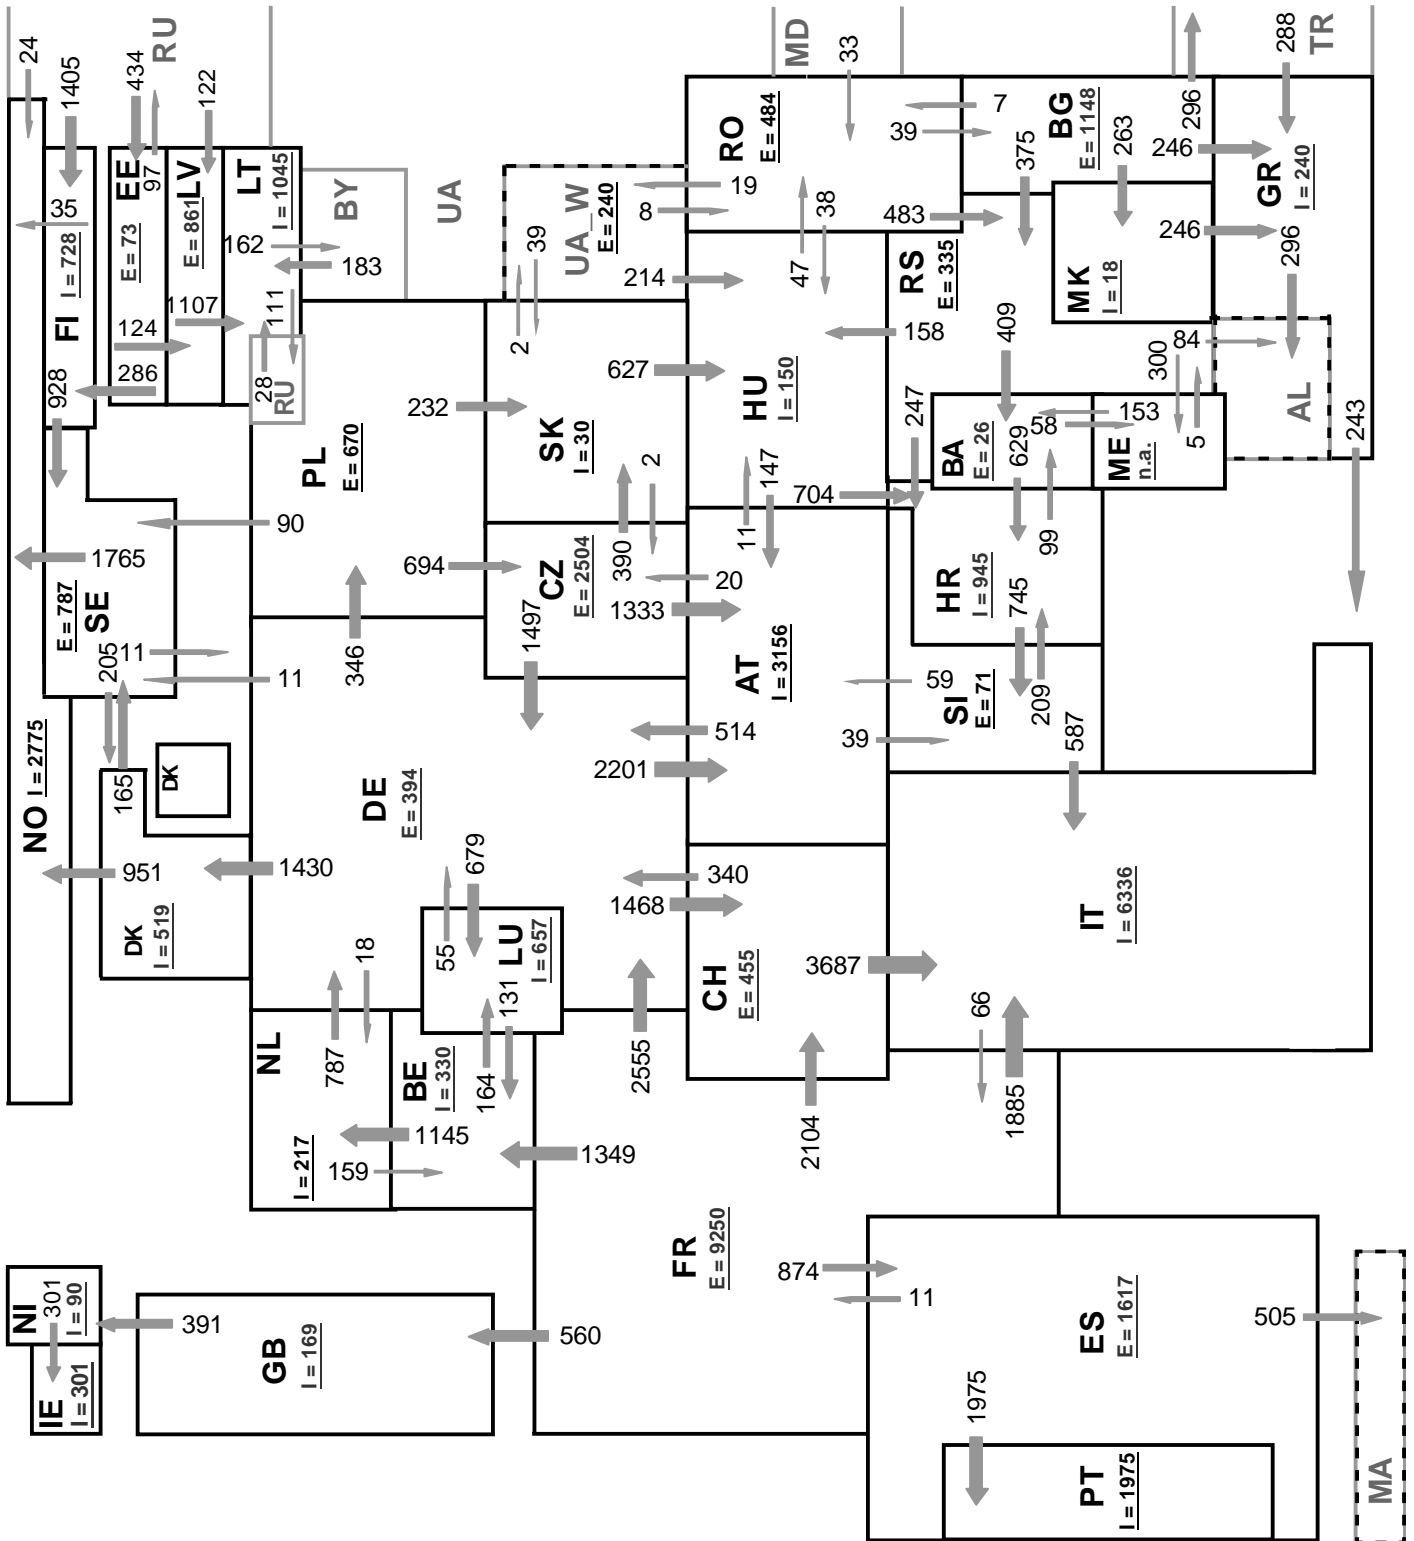 24
1405
434
RU
122
MD
33
288
TR
296
RO
E = 484
39
7
BG
E = 1148
263
246
GR
I = 240
EE
97
E = 73
LV
E = 861
LT
I = 1045
BY
UA
UA_W
E = 240
19
8
375
35
FI
I = 728
162
183
39
38
483
246
214
47
RS
E = 335
MK
I = 18
296
1107
111
124
286
28
RU
2
158
409
300
84
928
627
HU
I = 150
AL
243
232
SK
I = 30
247
BA
E = 26
58
153
629
ME
n.a.
5
PL
E = 670
2
147
704
90
1765
11
99
694
CZ
E = 2504
390
20
HR
I = 945
745
E = 787
SE
1333
205
11
11
346
1497
AT
I = 3156
59
SI
E = 71
209
587
514
39
2201
NO
I = 2775
165
DK
DE
E = 394
951
1430
679
340
1468
DK
I = 519
18
55
LU
I = 657
CH
E = 455
3687
IT
I = 6336
131
66
NL
787
BE
I = 330
164
2555
2104
1885
I = 217
1145
159
1349
FR
E = 9250
874
11
NI
301
I = 90
391
GB
I = 169
560
ES
E = 1617
505
IE
I = 301
1975
PT
I = 1975
MA